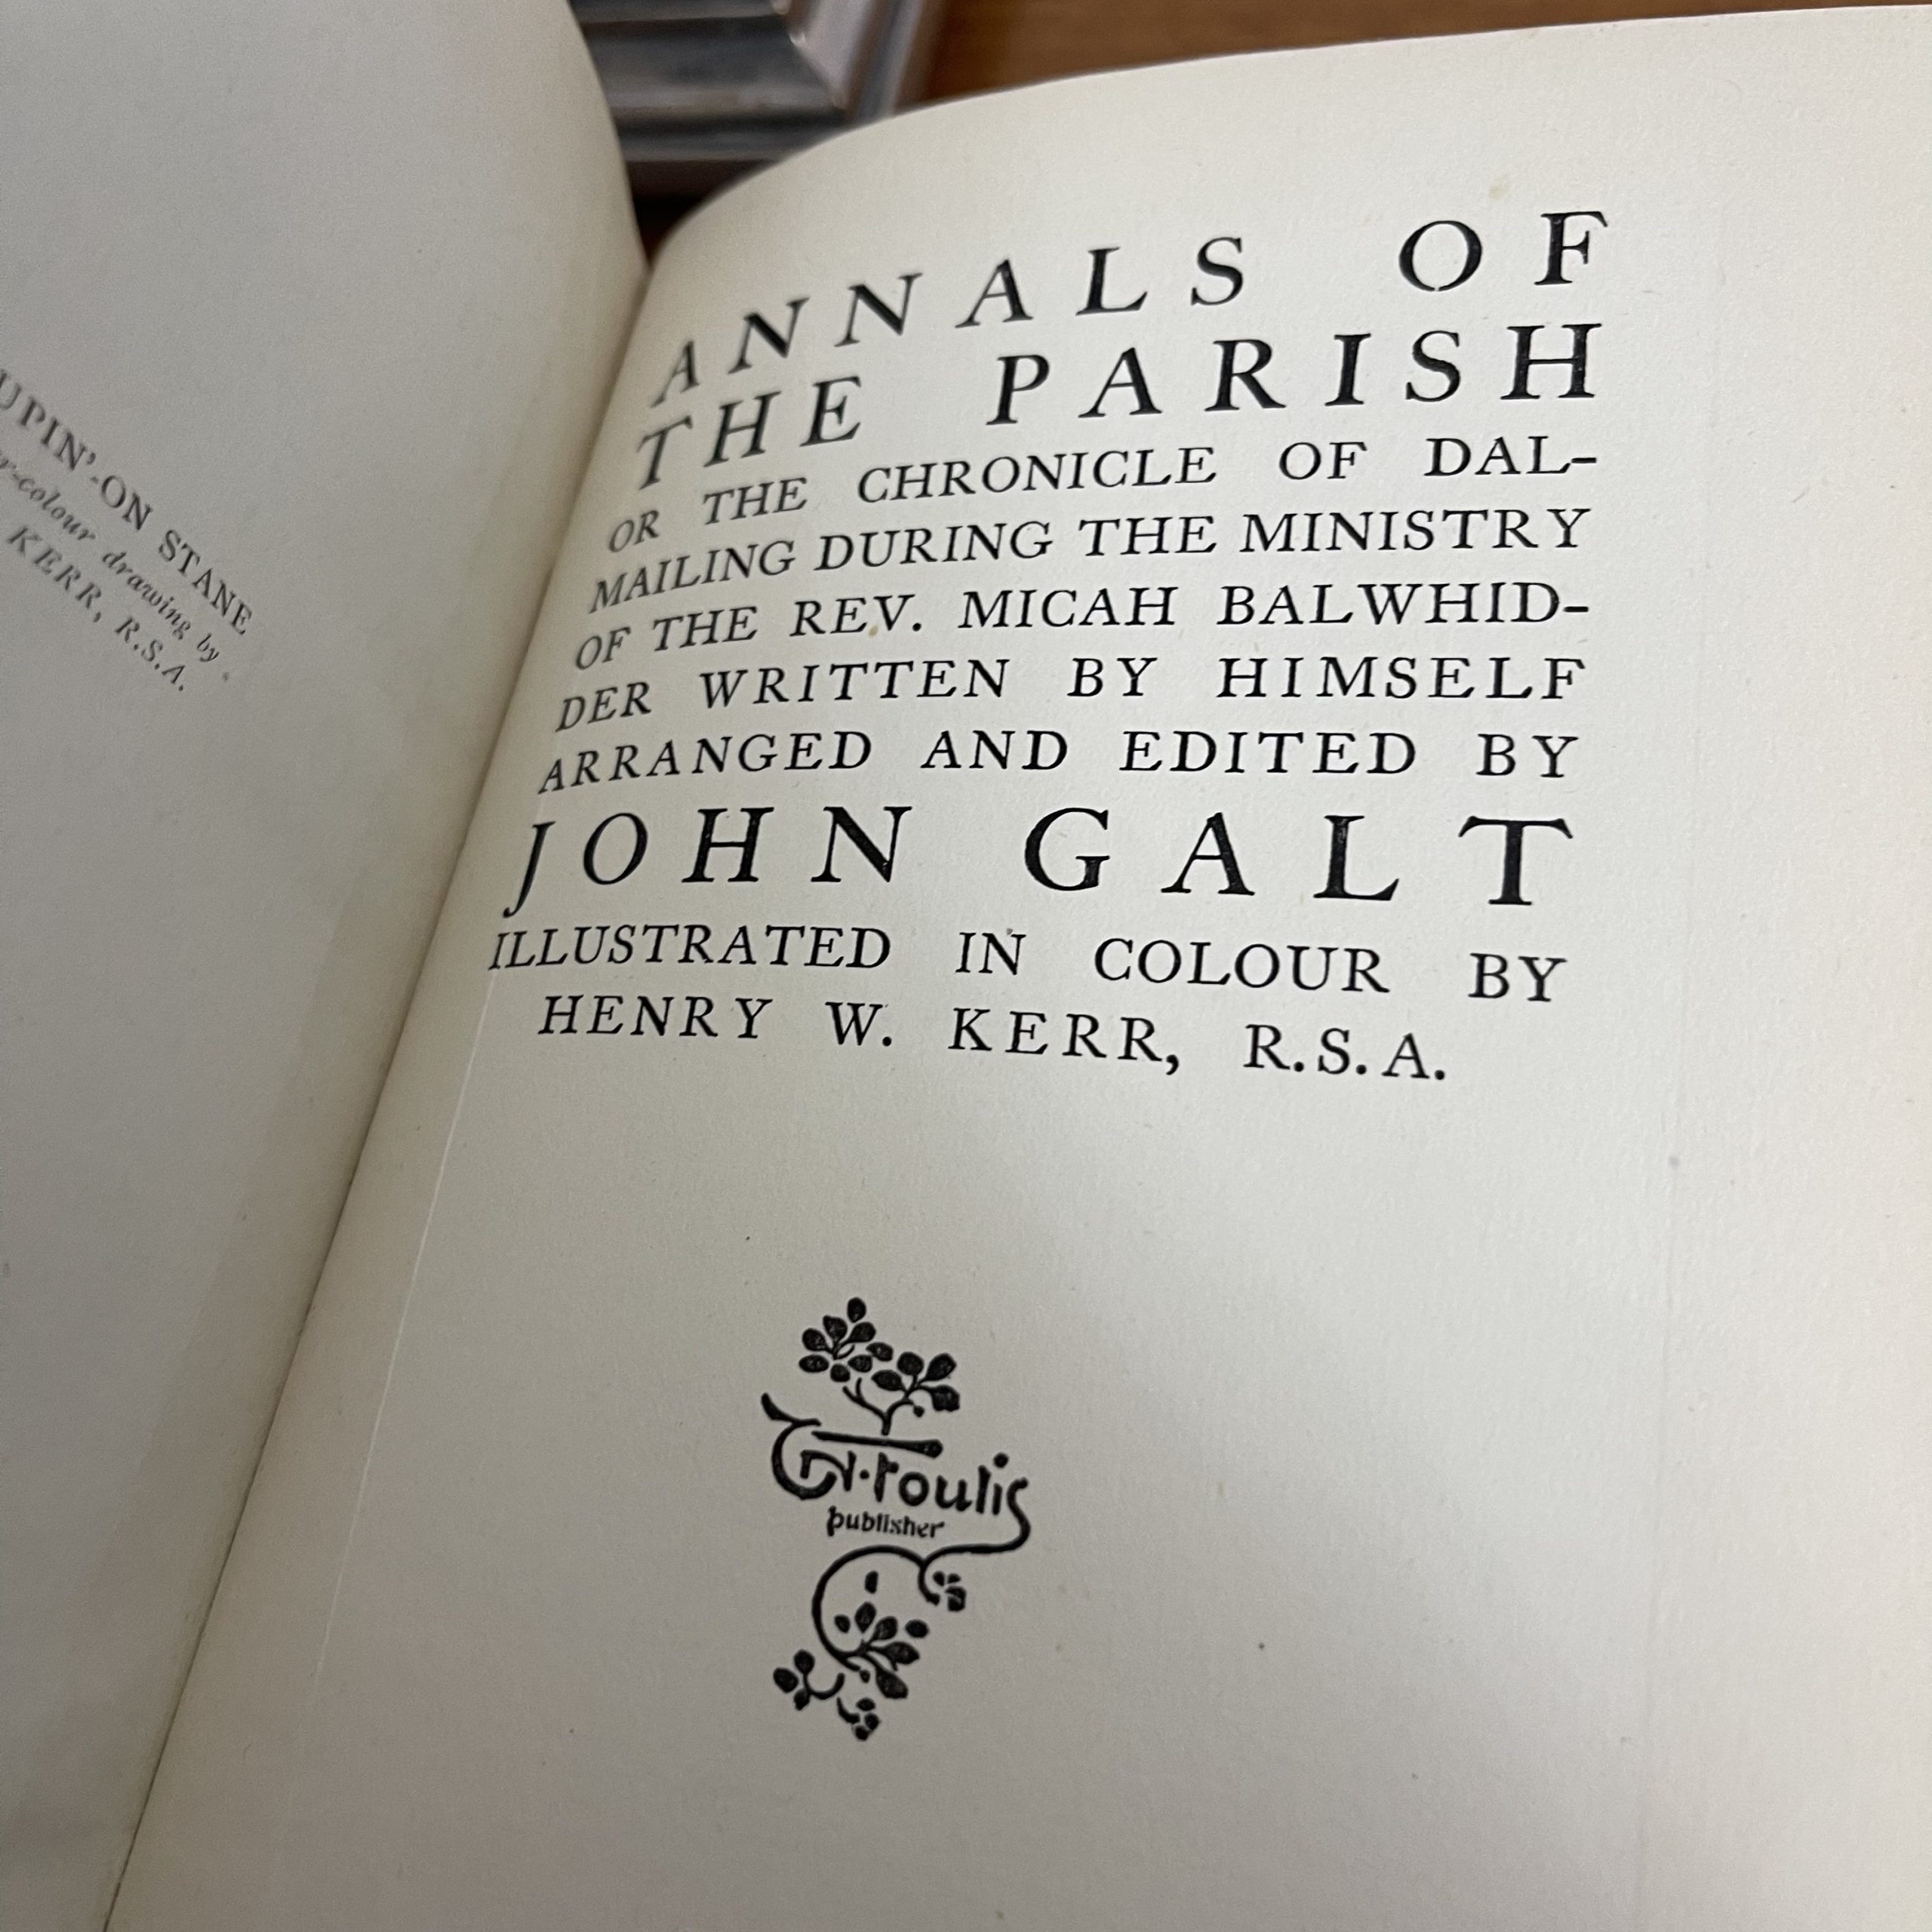 ON STANE
colour drawing by
KERR, R.S.A.
ANNALS OF
THE PARISH
OR THE CHRONICLE OF DAL-
MAILING DURING THE MINISTRY
OF THE REV. MICAH BALWHID-
DER WRITTEN BY HIMSELF
ARRANGED AND EDITED BY
JOHN GALT
ILLUSTRATED IN COLOUR BY
HENRY W. KERR, R.S.A.
T.N.Foulis
publisher